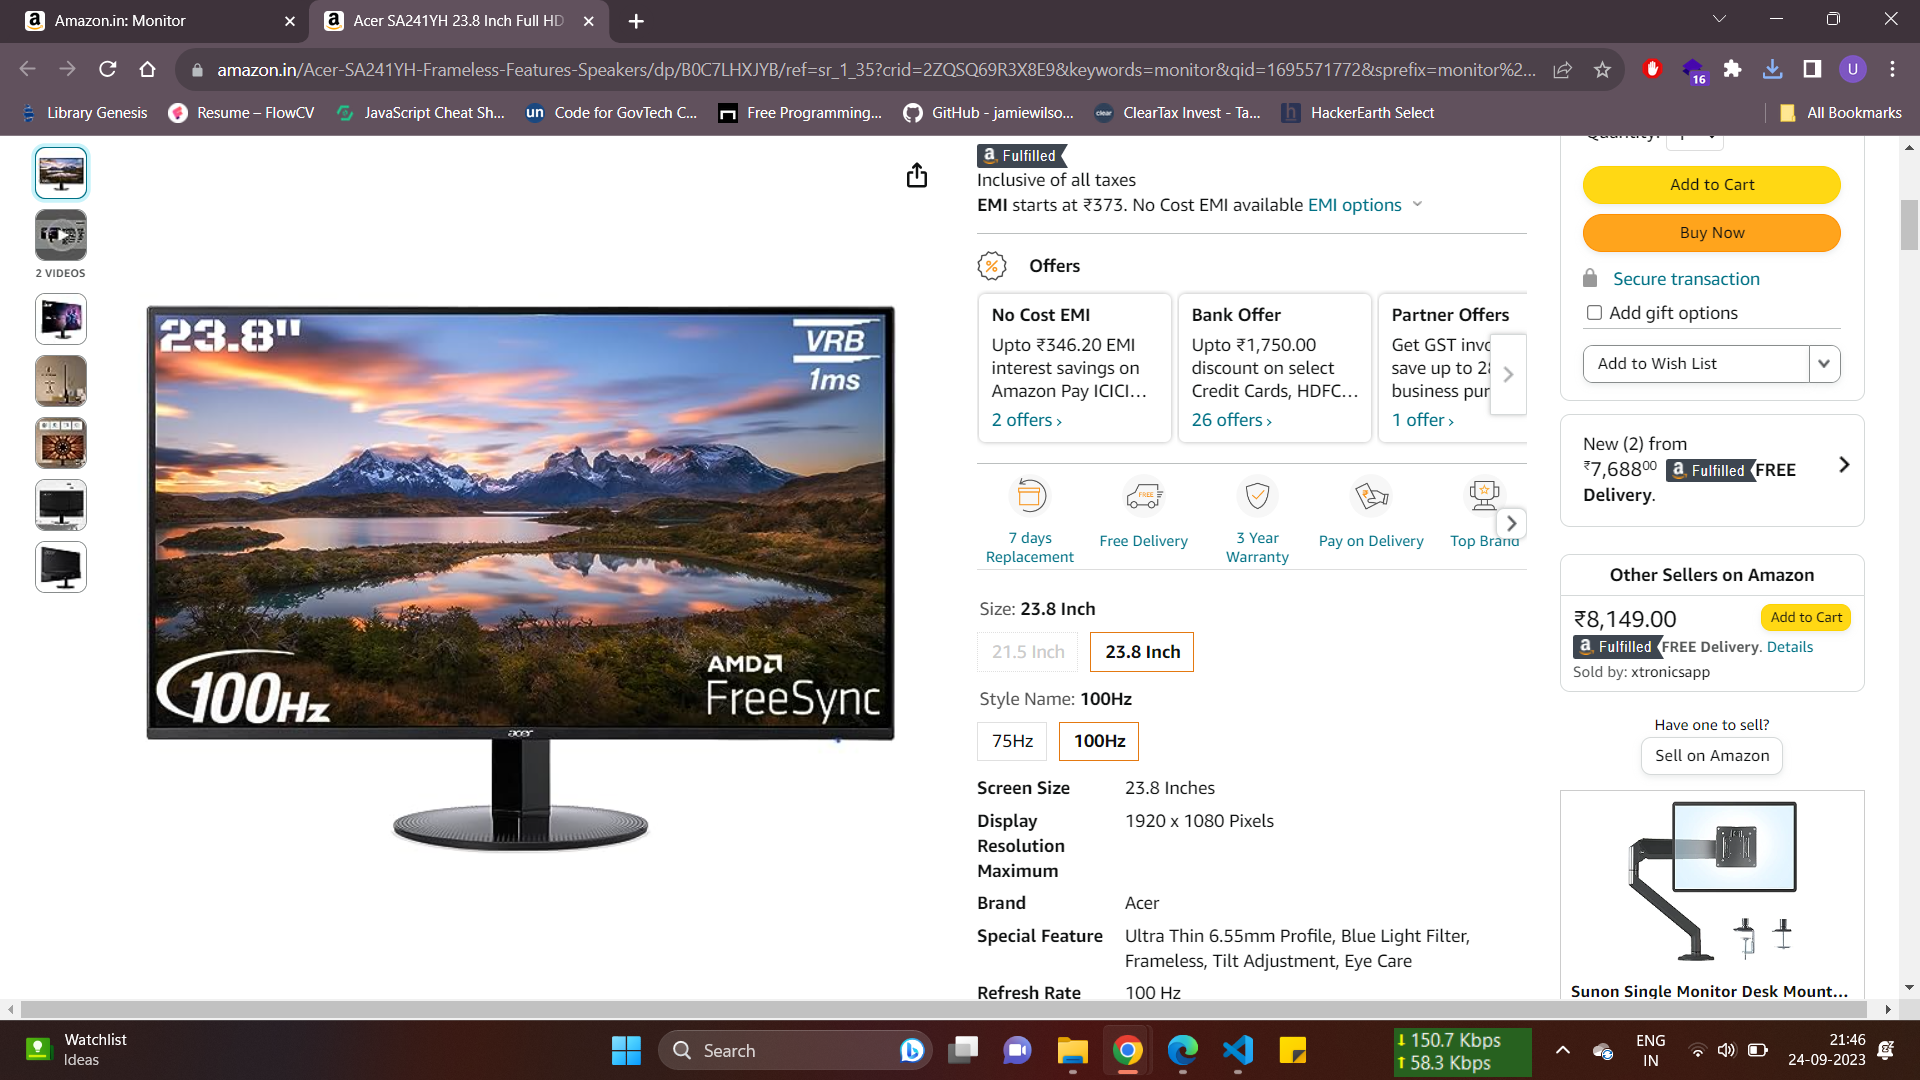 Amazon.in: Monitor
Acer SA241YH 23.8 Inch Full HD
amazon.in/Acer-SA241YH-Frameless-Features-Speakers/dp/B0C7LHXJYB/ref=sr_1_35?crid=2ZQSQ69R3X8E9&keywords=monitor&qid=1695571772&sprefix=monitor%2...
16
U
Library Genesis
Resume – FlowCV
JavaScript Cheat Sh...
un
Code for GovTech C...
Free Programming...
GitHub - jamiewilso...
clear
ClearTax Invest - Ta...
h
HackerEarth Select
All Bookmarks
2 VIDEOS
23.8"
VRB
1ms
100Hz
AMD
FreeSync
acer
a Fulfilled
Inclusive of all taxes
EMI starts at ₹373. No Cost EMI available EMI options
Offers
No Cost EMI
Upto ₹346.20 EMI
interest savings on
Amazon Pay ICICI...
2 offers ›
Bank Offer
Upto ₹1,750.00
discount on select
Credit Cards, HDFC...
26 offers ›
Partner Offers
Get GST invo
save up to 28
business pur
1 offer ›
7 days
Replacement
FREE
Free Delivery
3 Year
Warranty
Pay on Delivery
Top Brand
Size: 23.8 Inch
21.5 Inch
23.8 Inch
Style Name: 100Hz
75Hz
100Hz
Screen Size 23.8 Inches
Display
Resolution
Maximum
1920 x 1080 Pixels
Brand Acer
Special Feature Ultra Thin 6.55mm Profile, Blue Light Filter,
Frameless, Tilt Adjustment, Eye Care
Refresh Rate 100 Hz
Quantity: 1
Add to Cart
Buy Now
Secure transaction
Add gift options
Add to Wish List
New (2) from
₹7,688⁰⁰ a Fulfilled FREE
Delivery.
Other Sellers on Amazon
₹8,149.00
Add to Cart
a Fulfilled FREE Delivery. Details
Sold by: xtronicsapp
Have one to sell?
Sell on Amazon
Sunon Single Monitor Desk Mount...
Watchlist
Ideas
Search
150.7 Kbps
58.3 Kbps
ENG
IN
21:46
24-09-2023